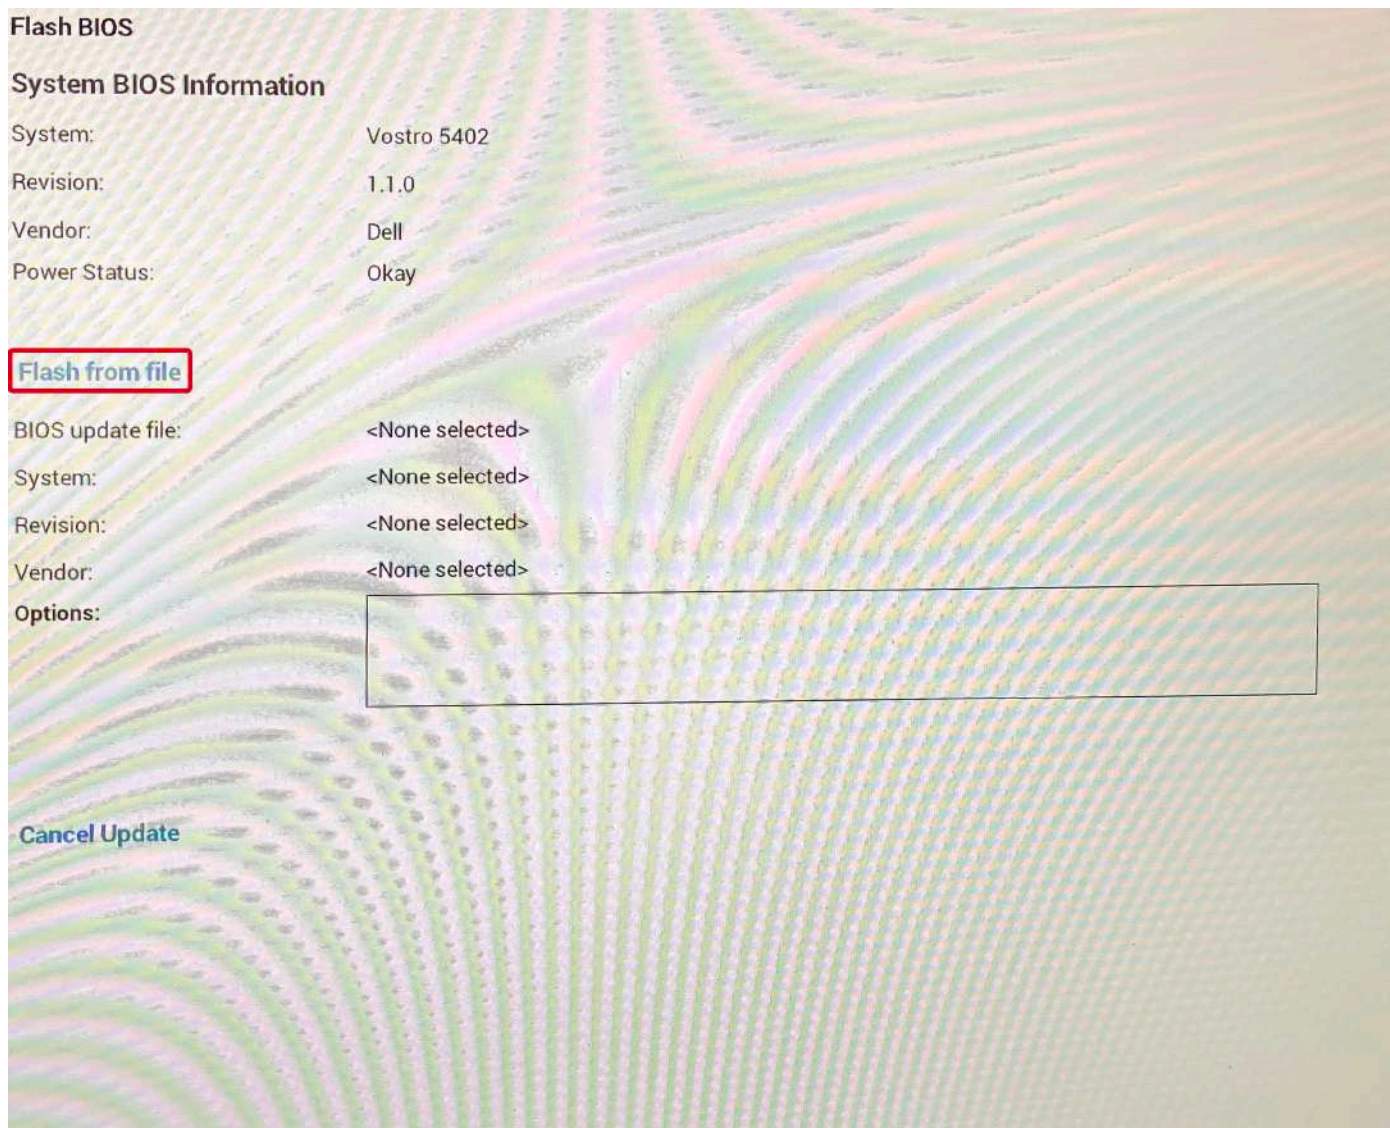 Flash BIOS
System BIOS Information
System: Vostro 5402
Revision: 1.1.0
Vendor: Dell
Power Status: Okay
Flash from file
BIOS update file: <None selected>
System: <None selected>
Revision: <None selected>
Vendor: <None selected>
Options:
Cancel Update